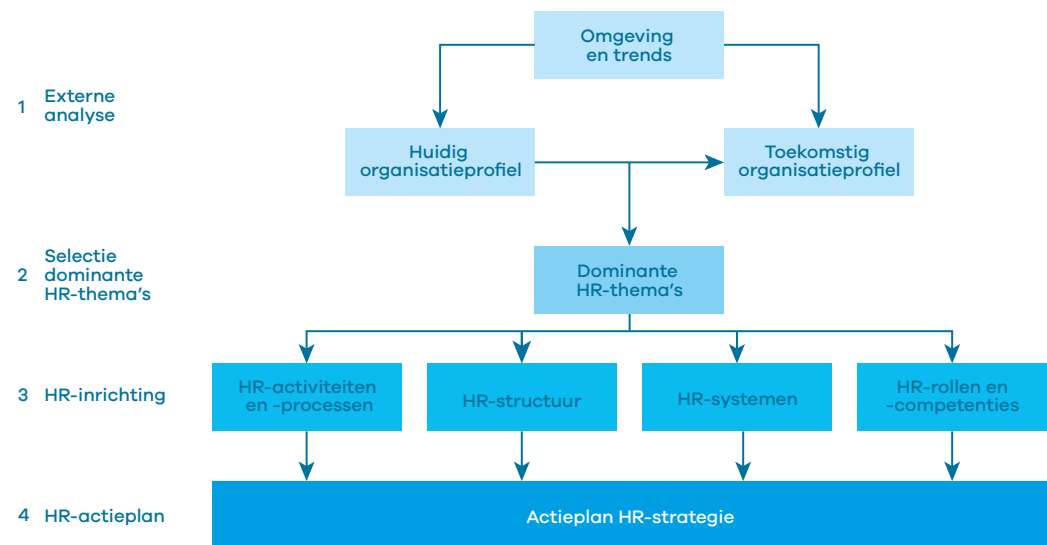 Omgeving
en trends
1 Externe
analyse
Huidig
organisatieprofiel
Toekomstig
organisatieprofiel
2 Selectie
dominante
HR-thema's
Dominante
HR-thema's
3 HR-inrichting
HR-activiteiten
en -processen
HR-structuur
HR-systemen
HR-rollen en
-competenties
4 HR-actieplan
Actieplan HR-strategie